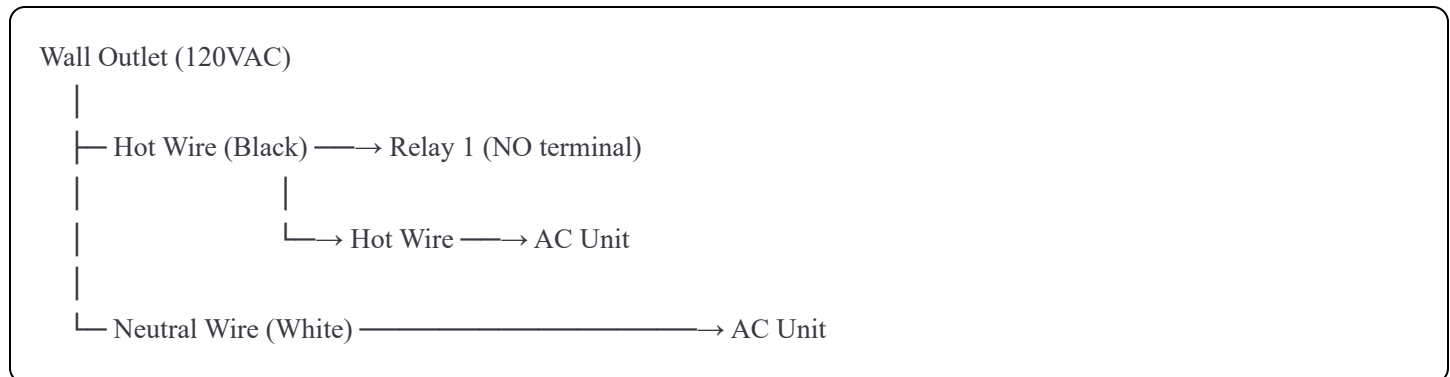 Wall Outlet (120VAC)
│
├─ Hot Wire (Black) ──→ Relay 1 (NO terminal)
│                    │
│                    └─→ Hot Wire ──→ AC Unit
│
└─ Neutral Wire (White) ─────────────────→ AC Unit